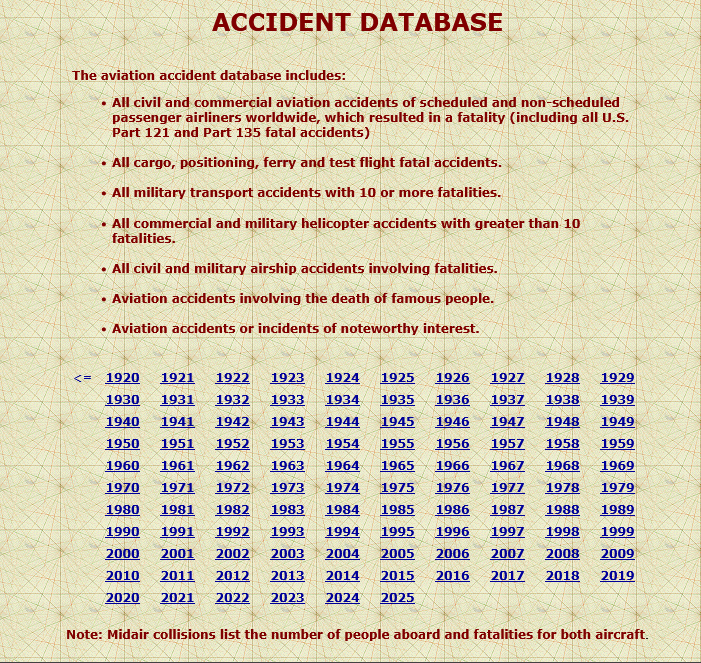 ACCIDENT DATABASE
The aviation accident database includes:
• All civil and commercial aviation accidents of scheduled and non-scheduled
passenger airliners worldwide, which resulted in a fatality (including all U.S.
Part 121 and Part 135 fatal accidents)
• All cargo, positioning, ferry and test flight fatal accidents.
• All military transport accidents with 10 or more fatalities.
• All commercial and military helicopter accidents with greater than 10
fatalities.
• All civil and military airship accidents involving fatalities.
• Aviation accidents involving the death of famous people.
• Aviation accidents or incidents of noteworthy interest.
<= 1920 1921 1922 1923 1924 1925 1926 1927 1928 1929
1930 1931 1932 1933 1934 1935 1936 1937 1938 1939
1940 1941 1942 1943 1944 1945 1946 1947 1948 1949
1950 1951 1952 1953 1954 1955 1956 1957 1958 1959
1960 1961 1962 1963 1964 1965 1966 1967 1968 1969
1970 1971 1972 1973 1974 1975 1976 1977 1978 1979
1980 1981 1982 1983 1984 1985 1986 1987 1988 1989
1990 1991 1992 1993 1994 1995 1996 1997 1998 1999
2000 2001 2002 2003 2004 2005 2006 2007 2008 2009
2010 2011 2012 2013 2014 2015 2016 2017 2018 2019
2020 2021 2022 2023 2024 2025
Note: Midair collisions list the number of people aboard and fatalities for both aircraft.